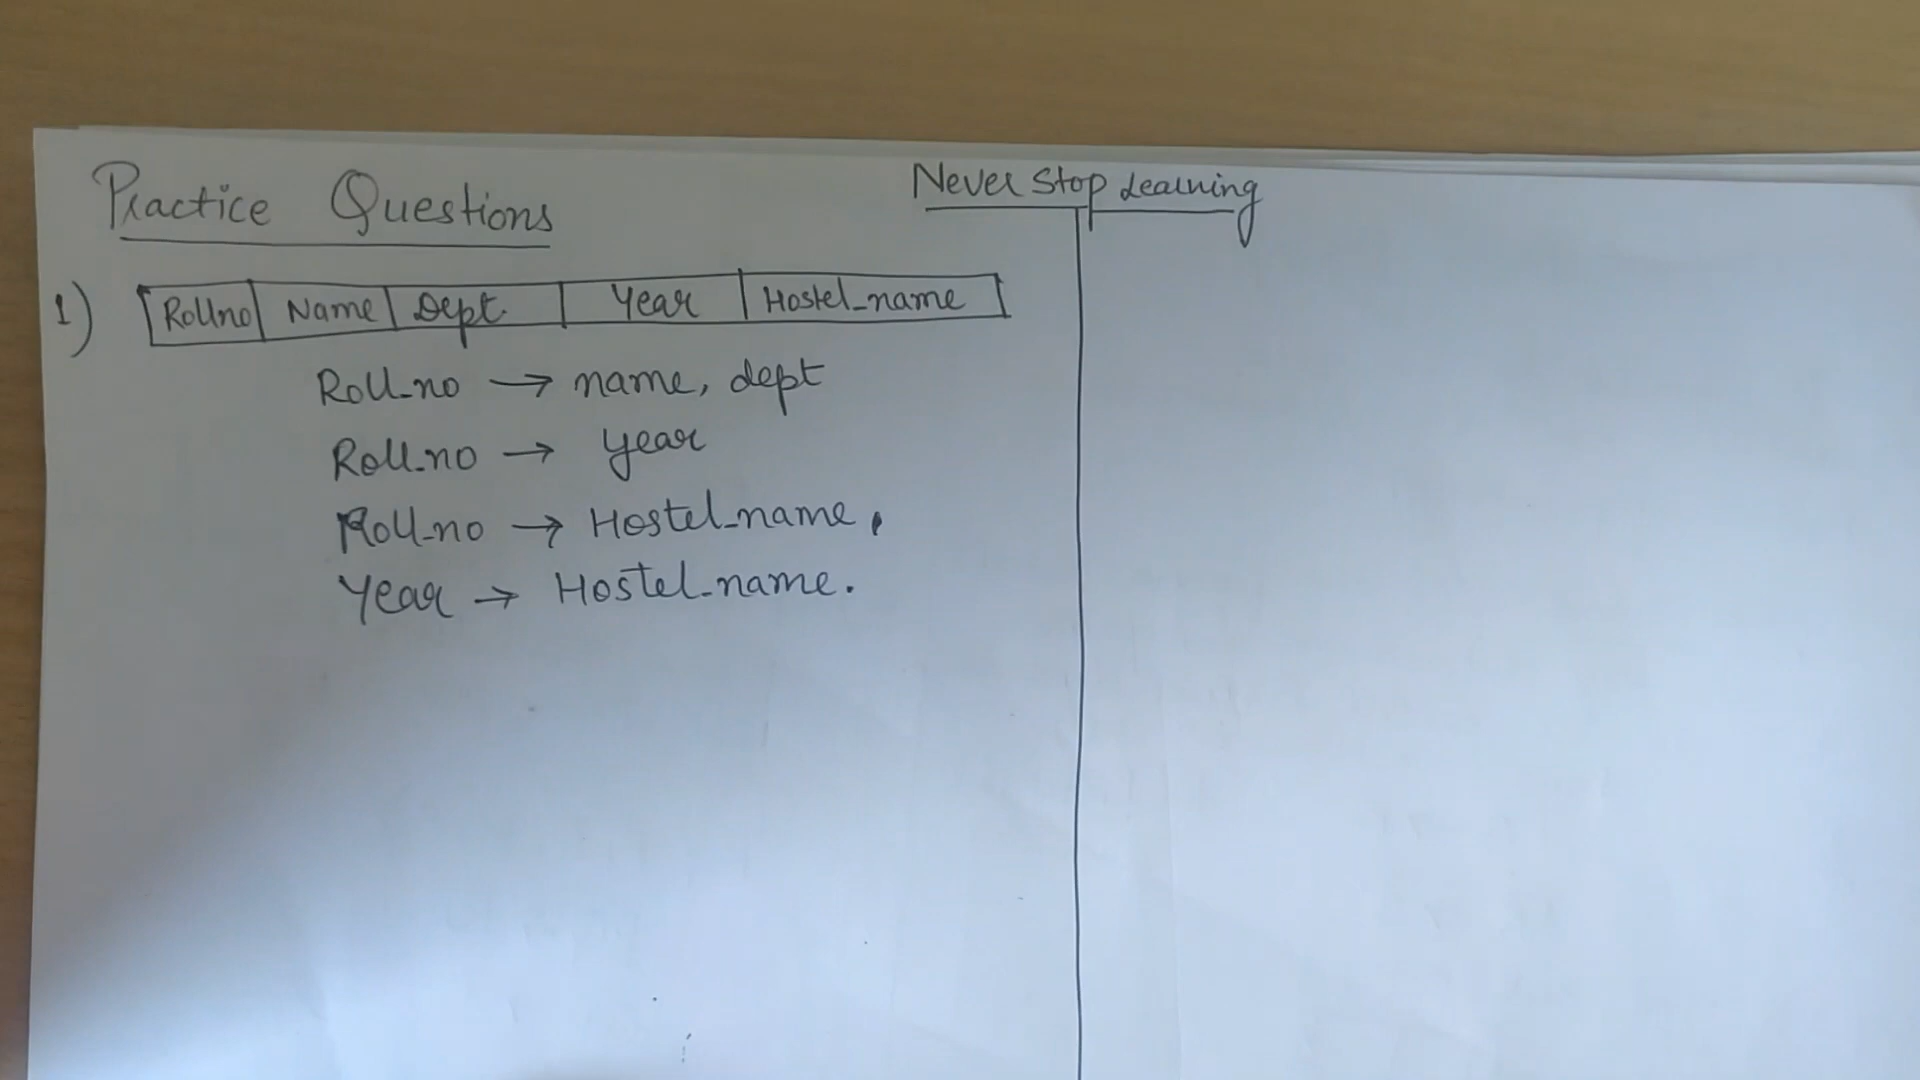 Practice Questions
Never Stop Learning
1) Rollno Name Dept. Year Hostel_name
Roll_no → name, dept
Roll_no → year
Roll_no → Hostel_name,
Year → Hostel_name.